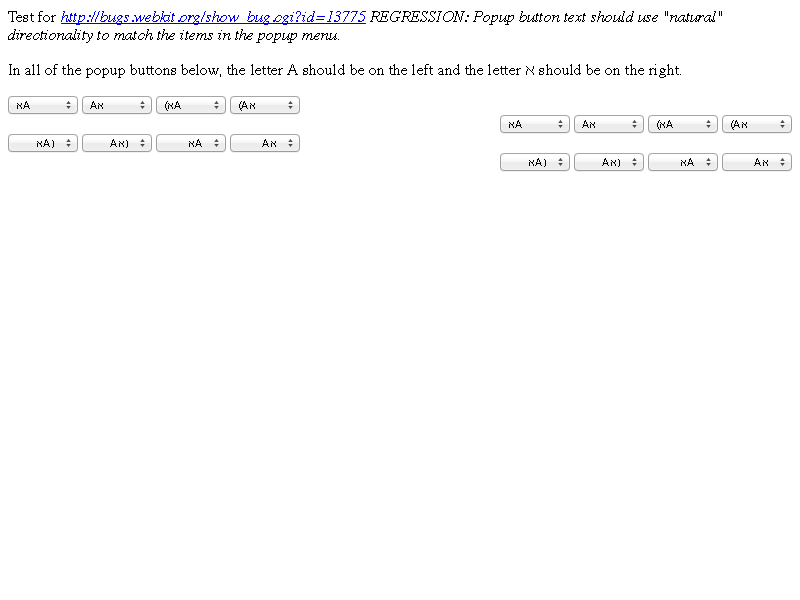 Test for http://bugs.webkit.org/show_bug.cgi?id=13775 REGRESSION: Popup button text should use "natural"
directionality to match the items in the popup menu.
In all of the popup buttons below, the letter A should be on the left and the letter א should be on the right.
אA Aא (אA (Aא
אA Aא (אA (Aא
אA) Aא) אA Aא
אA) Aא) אA Aא